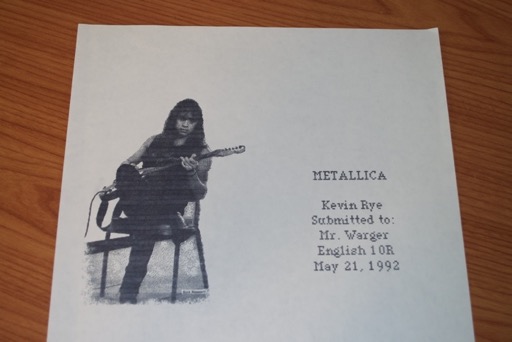 METALLICA
Kevin Rye
Submitted to:
Mr. Warger
English 10R
May 21, 1992